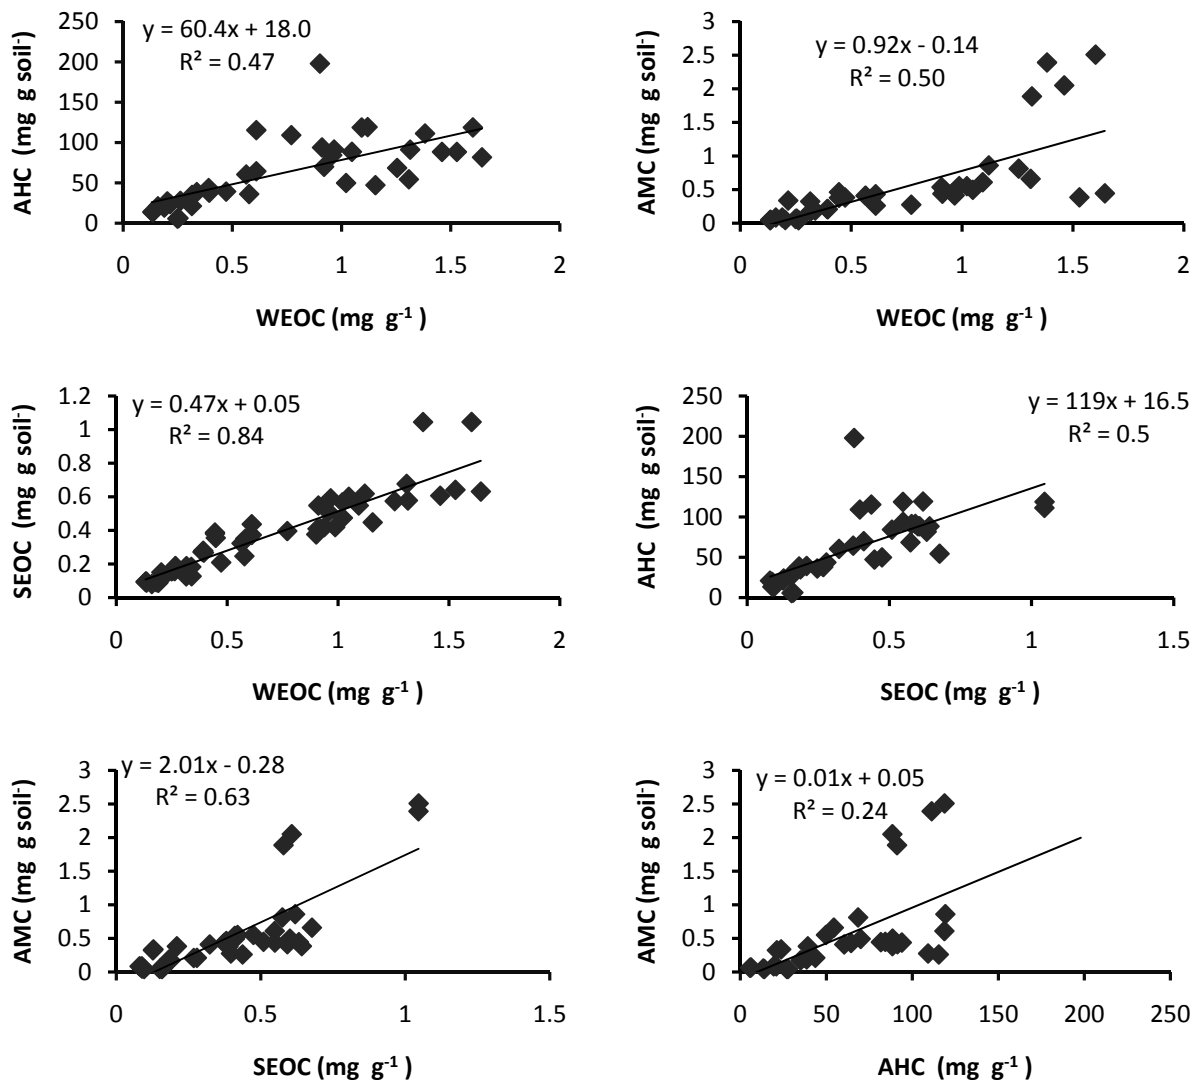 y = 60.4x + 18.0
R² = 0.47
250
200
150
100
50
0
0 0.5 1 1.5 2
AHC (mg g soil⁻)
WEOC (mg g⁻¹ )
y = 0.92x - 0.14
R² = 0.50
3
2.5
2
1.5
1
0.5
0
0 0.5 1 1.5 2
AMC (mg g soil⁻)
WEOC (mg g⁻¹ )
y = 0.47x + 0.05
R² = 0.84
1.2
1
0.8
0.6
0.4
0.2
0
0 0.5 1 1.5 2
SEOC (mg g soil⁻)
WEOC (mg g⁻¹ )
y = 119x + 16.5
R² = 0.5
250
200
150
100
50
0
0 0.5 1 1.5
AHC (mg g soil⁻)
SEOC (mg g⁻¹ )
y = 2.01x - 0.28
R² = 0.63
3
2.5
2
1.5
1
0.5
0
0 0.5 1 1.5
AMC (mg g soil⁻)
SEOC (mg g⁻¹ )
y = 0.01x + 0.05
R² = 0.24
3
2.5
2
1.5
1
0.5
0
0 50 100 150 200 250
AMC (mg g soil⁻)
AHC (mg g⁻¹ )